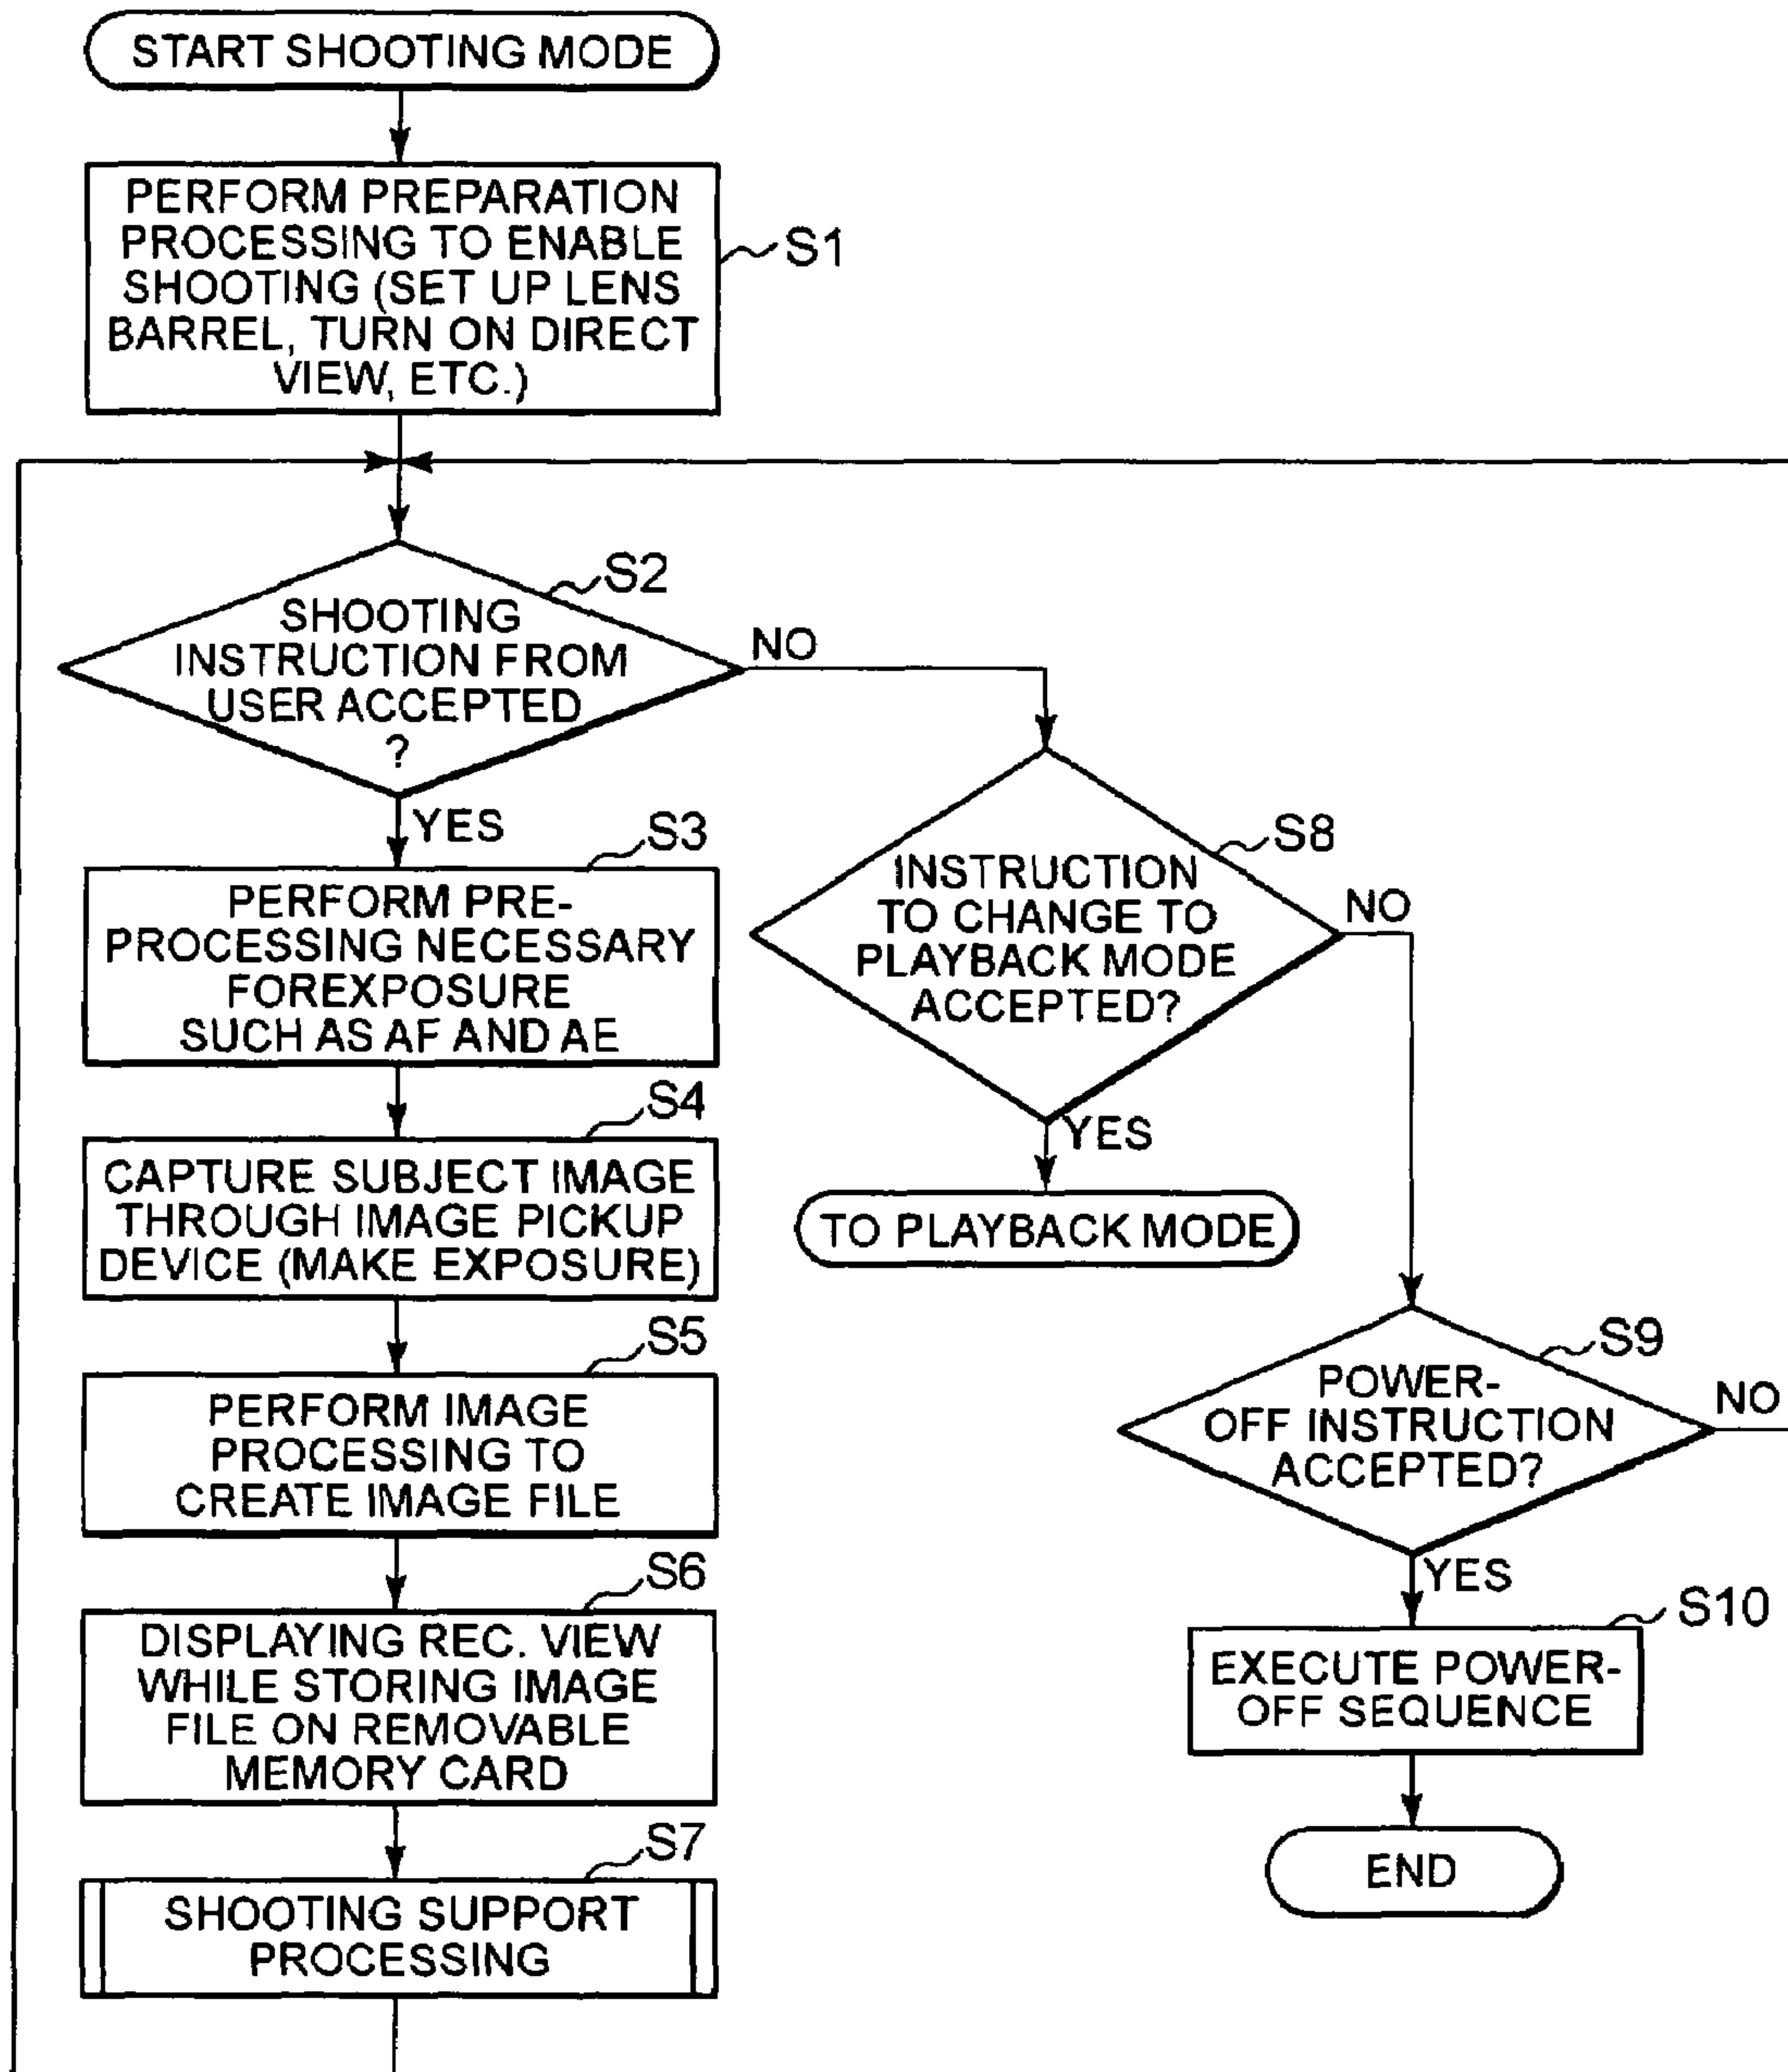 START SHOOTING MODE
PERFORM PREPARATION
PROCESSING TO ENABLE
SHOOTING (SET UP LENS
BARREL, TURN ON DIRECT
VIEW, ETC.)
S1
S2
SHOOTING
INSTRUCTION FROM
USER ACCEPTED
?
NO
YES
S3
PERFORM PRE-
PROCESSING NECESSARY
FOREXPOSURE
SUCH AS AF AND AE
S4
CAPTURE SUBJECT IMAGE
THROUGH IMAGE PICKUP
DEVICE (MAKE EXPOSURE)
S5
PERFORM IMAGE
PROCESSING TO
CREATE IMAGE FILE
S6
DISPLAYING REC. VIEW
WHILE STORING IMAGE
FILE ON REMOVABLE
MEMORY CARD
S7
SHOOTING SUPPORT
PROCESSING
S8
INSTRUCTION
TO CHANGE TO
PLAYBACK MODE
ACCEPTED?
NO
YES
TO PLAYBACK MODE
S9
POWER-
OFF INSTRUCTION
ACCEPTED?
NO
YES
S10
EXECUTE POWER-
OFF SEQUENCE
END